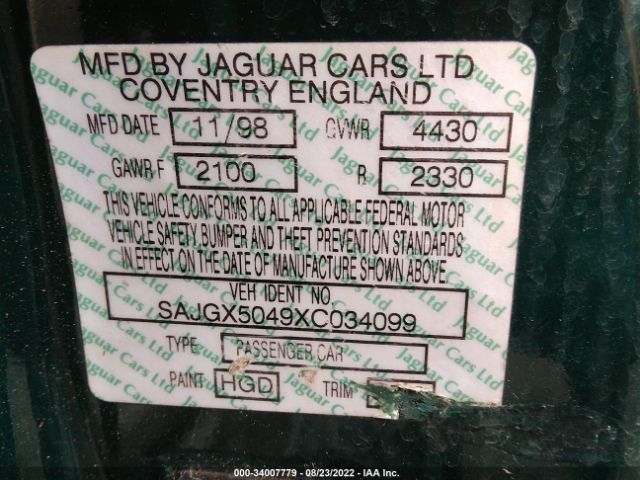 MFD BY JAGUAR CARS LTD
COVENTRY ENGLAND
MFD DATE 11/98 GVWR 4430
GAWR F 2100 R 2330
THIS VEHICLE CONFORMS TO ALL APPLICABLE FEDERAL MOTOR
VEHICLE SAFETY BUMPER AND THEFT PREVENTION STANDARDS
IN EFFECT ON THE DATE OF MANUFACTURE SHOWN ABOVE
VEH IDENT NO.
SAJGX5049XC034099
TYPE PASSENGER CAR
PAINT HGD TRIM
000-34007779 - 08/23/2022 - IAA Inc.